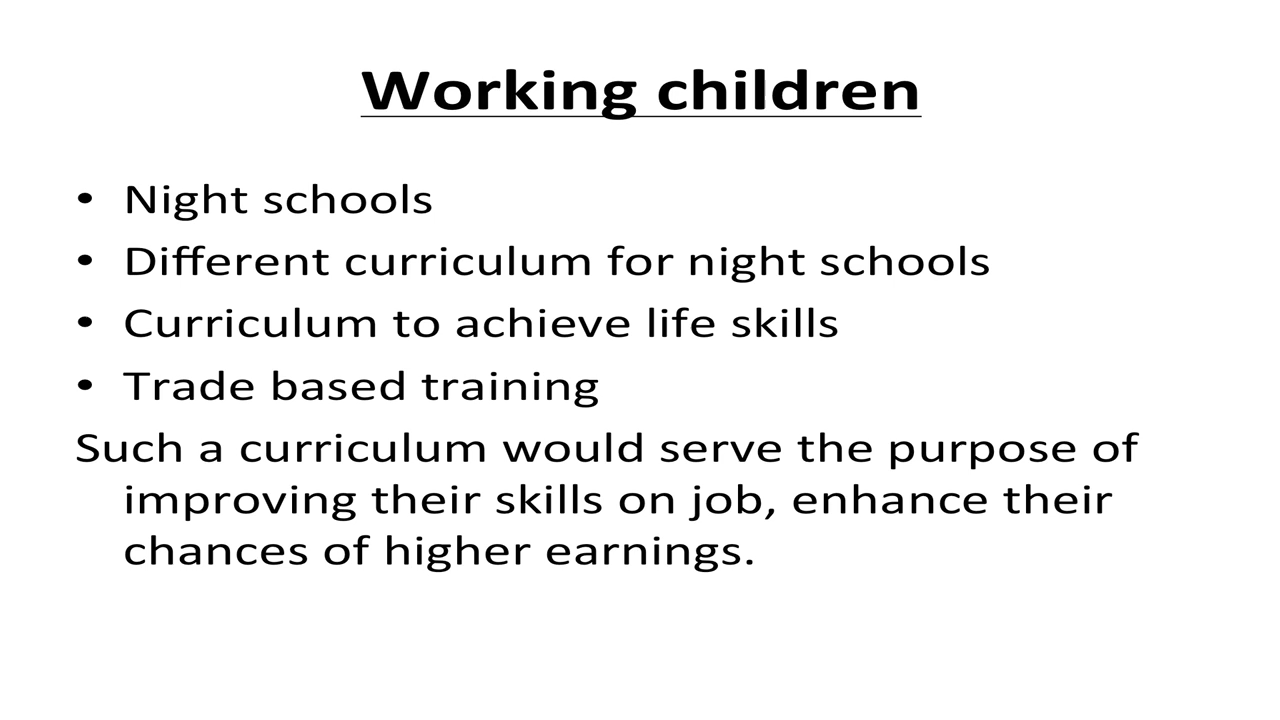 Working children
• Night schools
• Different curriculum for night schools
• Curriculum to achieve life skills
• Trade based training
Such a curriculum would serve the purpose of
improving their skills on job, enhance their
chances of higher earnings.